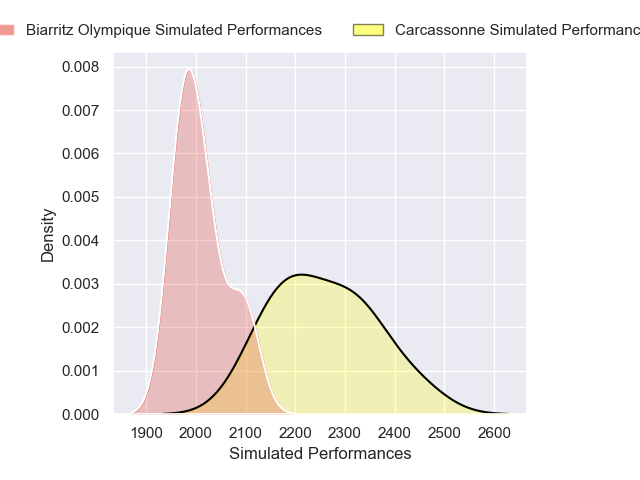 Biarritz Olympique Simulated Performances
Carcassonne Simulated Performanc
0.008
0.007
0.006
0.005
0.004
0.003
0.002
0.001
0.000
Density
1900 2000 2100 2200 2300 2400 2500 2600
Simulated Performances